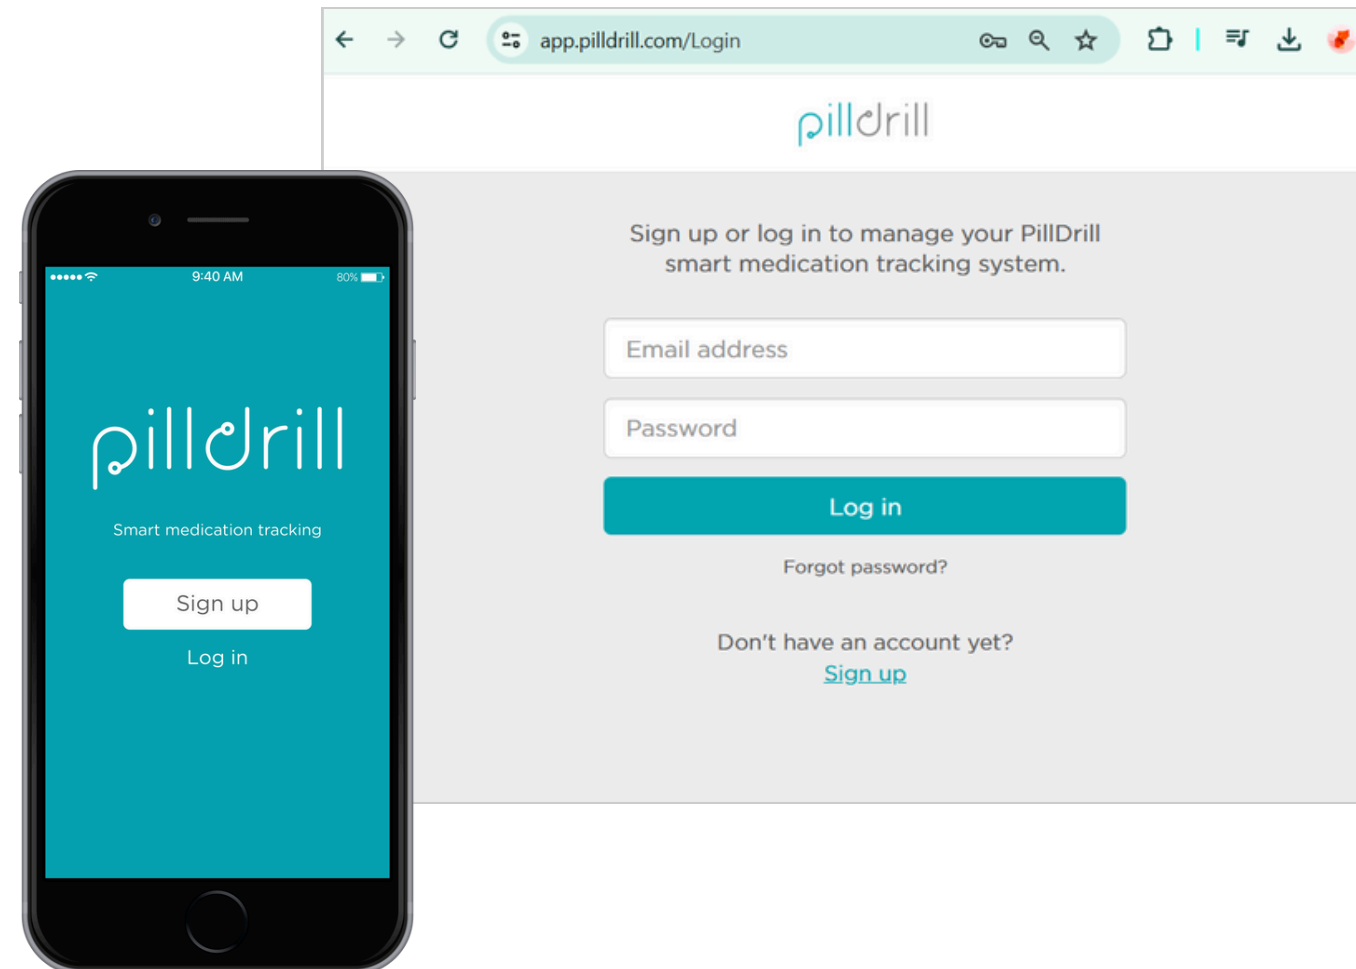 app.pilldrill.com/Login
pilldrill
Sign up or log in to manage your PillDrill
smart medication tracking system.
Email address
Password
Log in
Forgot password?
Don't have an account yet?
Sign up
9:40 AM
80%
pilldrill
Smart medication tracking
Sign up
Log in